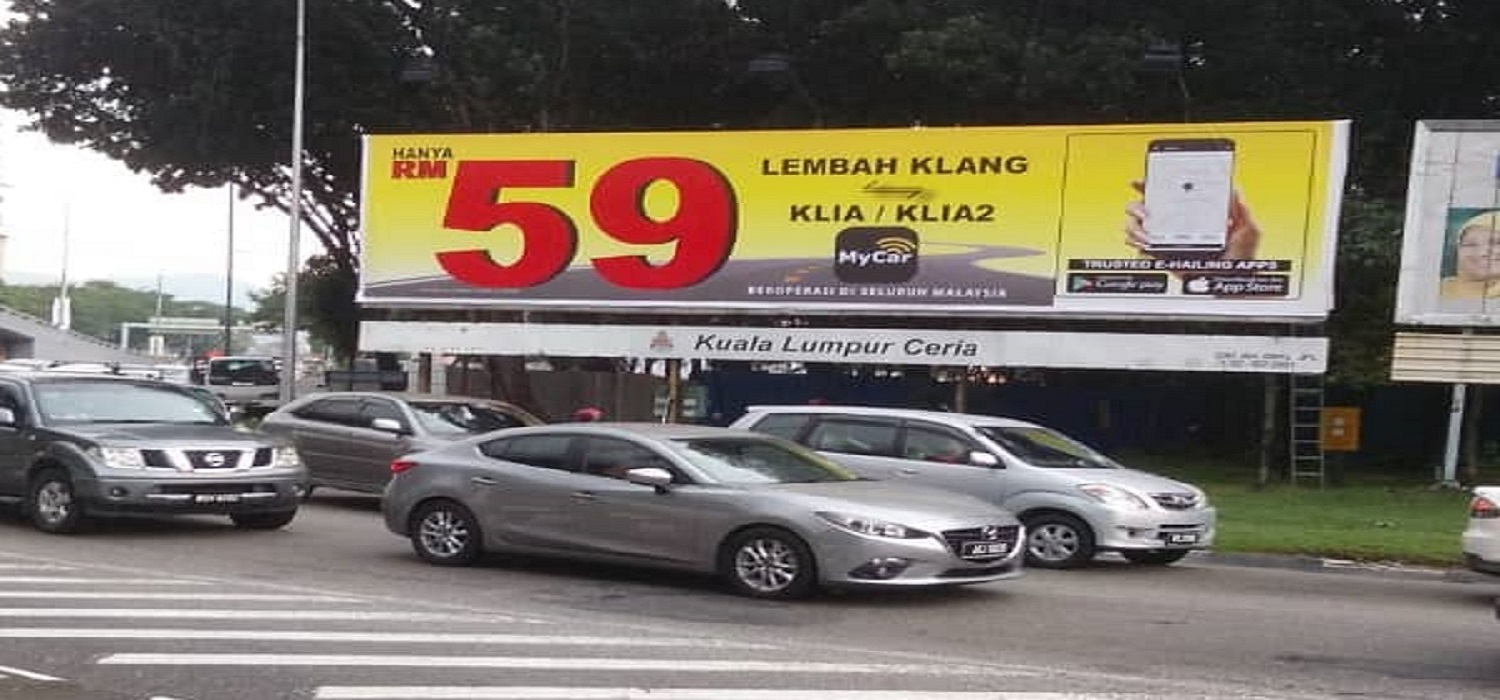 HANYA
RM 59
LEMBAH KLANG
KLIA / KLIA2
MyCar
BEROPERASI DI SELURUH MALAYSIA
TRUSTED E-HAILING APPS
Google play
App Store
Kuala Lumpur Ceria